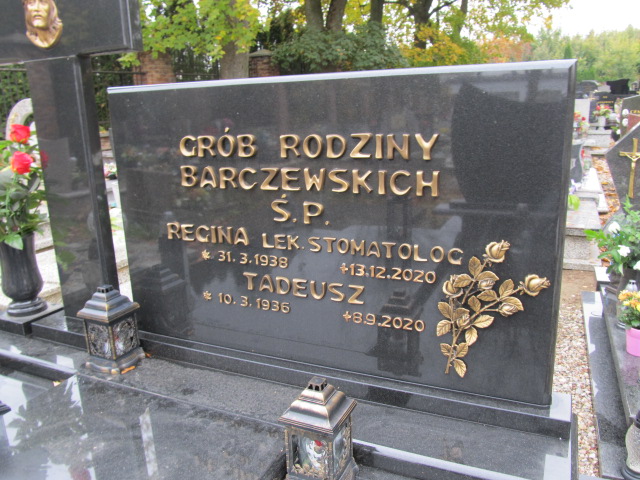 GRÓB RODZINY
BARCZEWSKICH
Ś.P.
REGINA LEK. STOMATOLOG
* 31.3.1938 +13.12.2020
TADEUSZ
* 10.3.1936 +8.9.2020